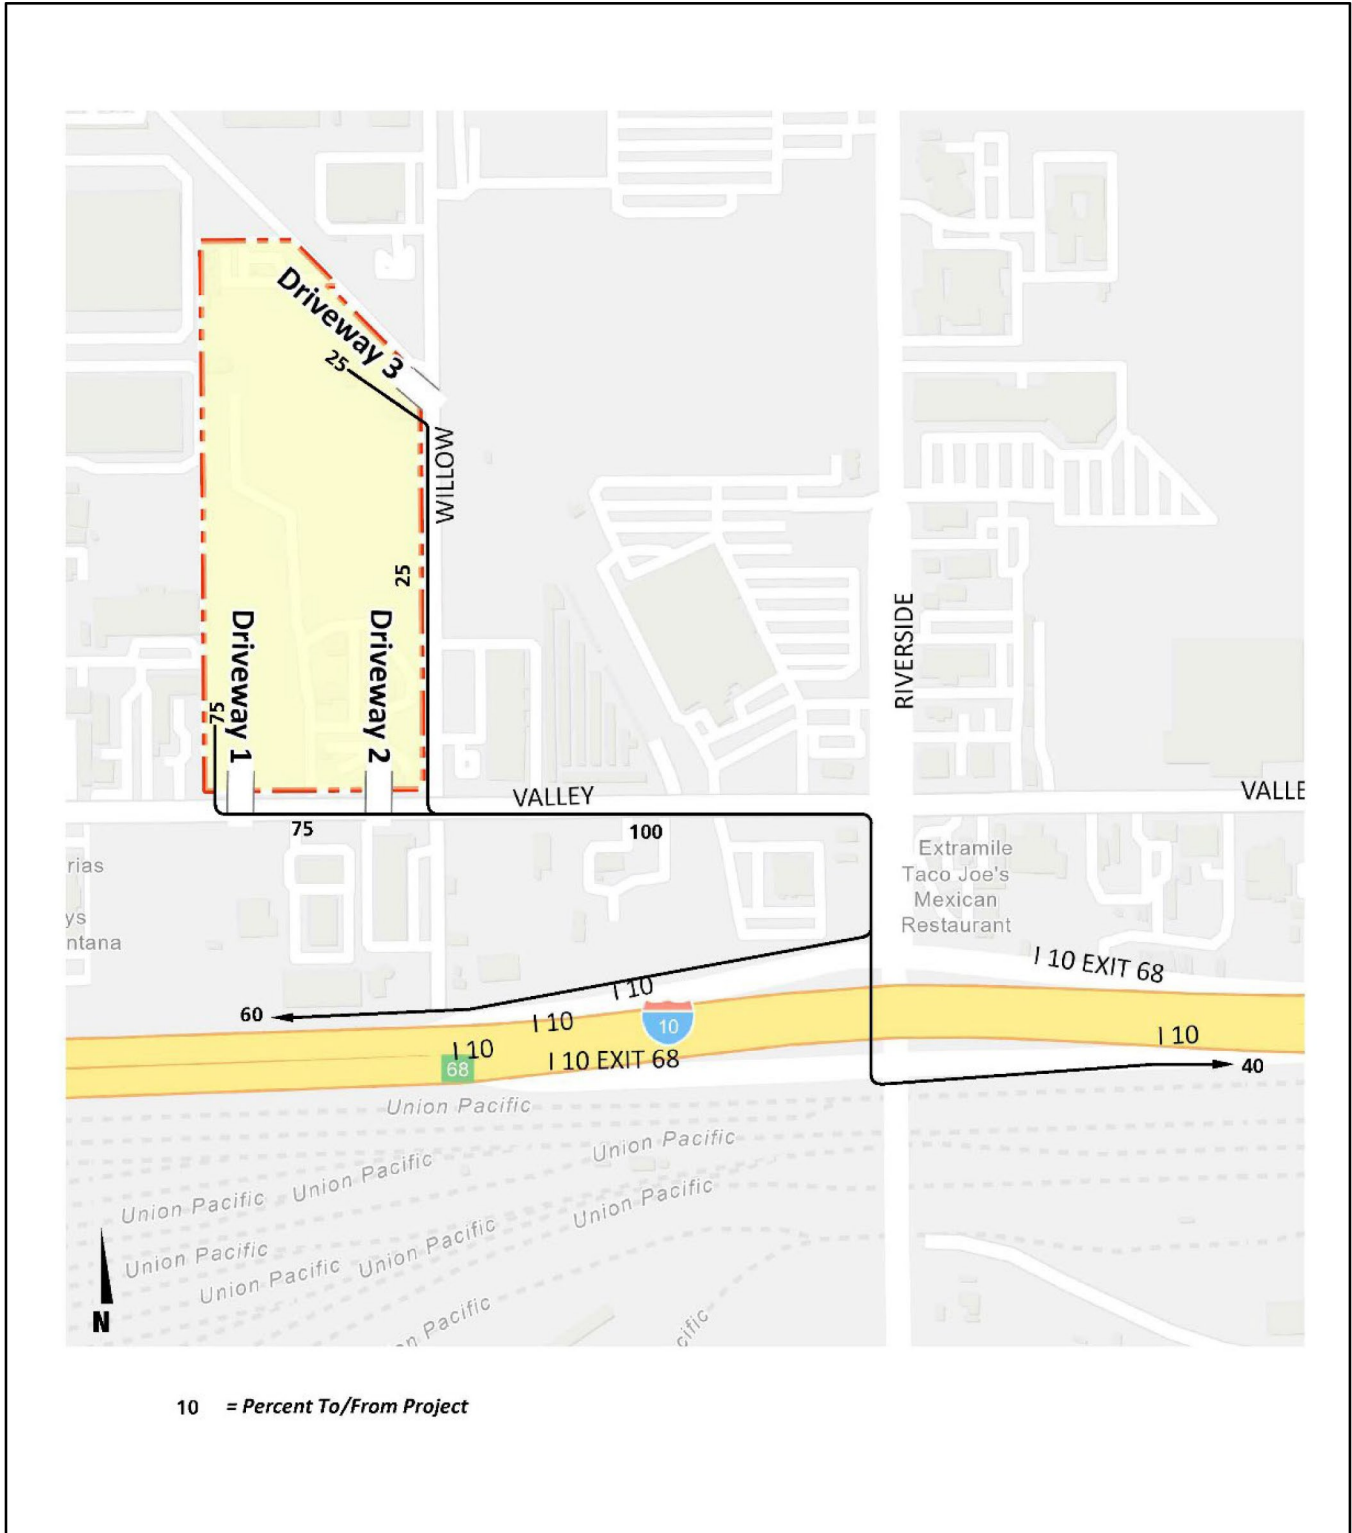 Driveway 3
25
WILLOW
25
Driveway 1
Driveway 2
75
RIVERSIDE
VALLEY
VALLE
75
100
rias
ys
ntana
Extramile
Taco Joe's
Mexican
Restaurant
I 10 EXIT 68
I 10
60
I 10
10
I 10
I 10
I 10 EXIT 68
68
40
Union Pacific
Union Pacific
Union Pacific
Union Pacific
Union Pacific
Union Pacific
Union Pacific
Union Pacific
n Pacific
cific
N
10 = Percent To/From Project